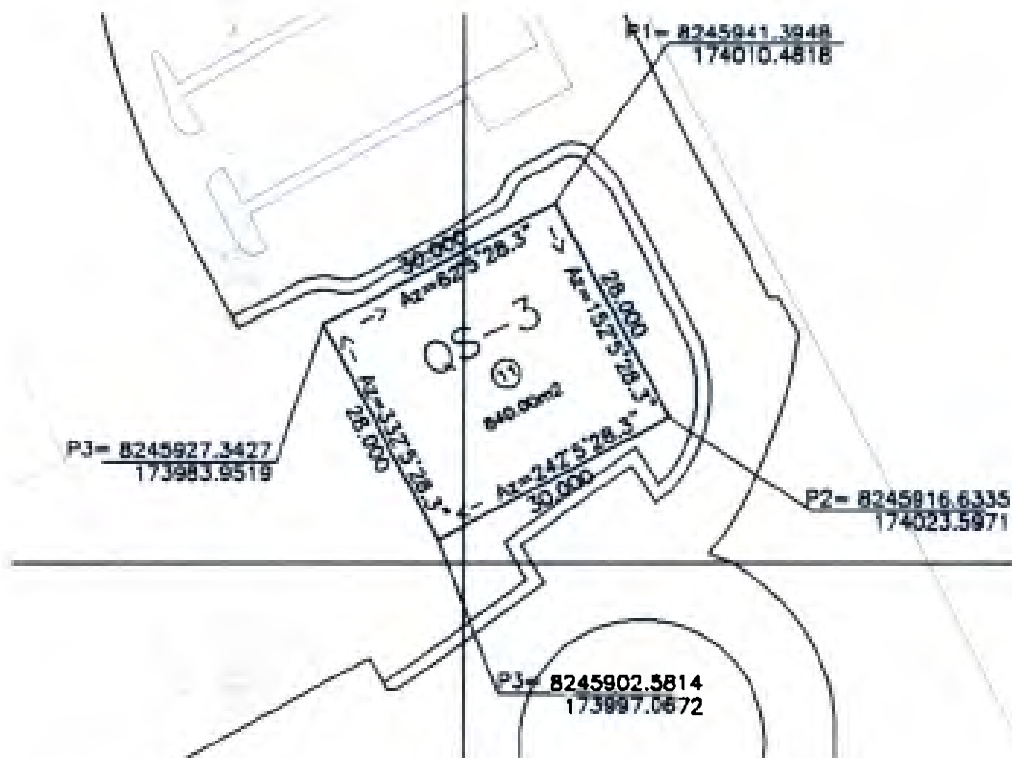 P1= 8245941.3948
174010.4818
30.000
Az=62°5'28.3"
28.000
Az=152°5'28.3"
QS-3
11
840.00m2
Az=332°5'28.3"
28.000
Az=242°5'28.3"
30.000
P3= 8245927.3427
173983.9519
P2= 8245916.6335
174023.5971
P3= 8245902.5814
173997.0672